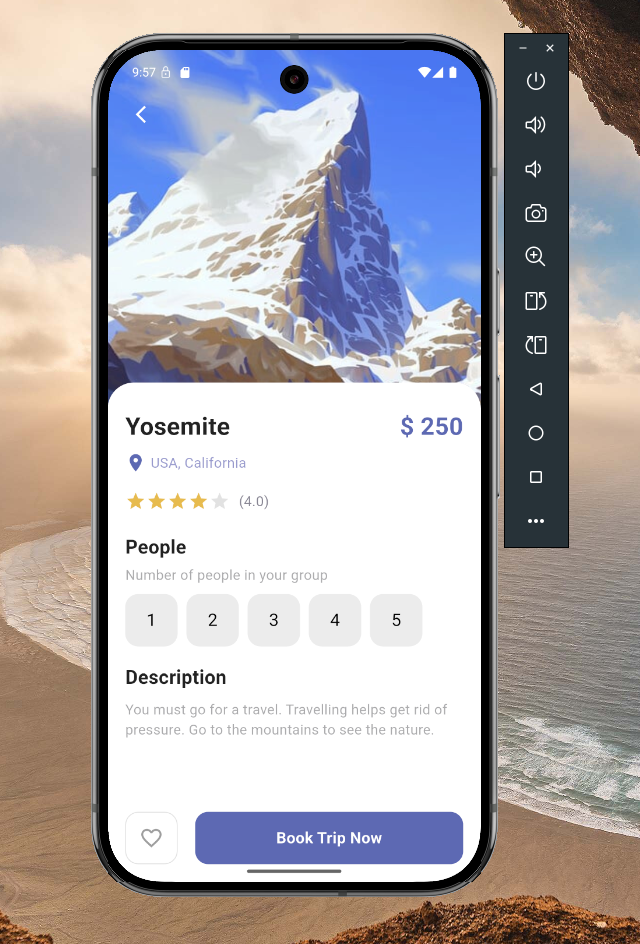 9:57
Yosemite
$ 250
USA, California
(4.0)
People
Number of people in your group
1 2 3 4 5
Description
You must go for a travel. Travelling helps get rid of
pressure. Go to the mountains to see the nature.
Book Trip Now